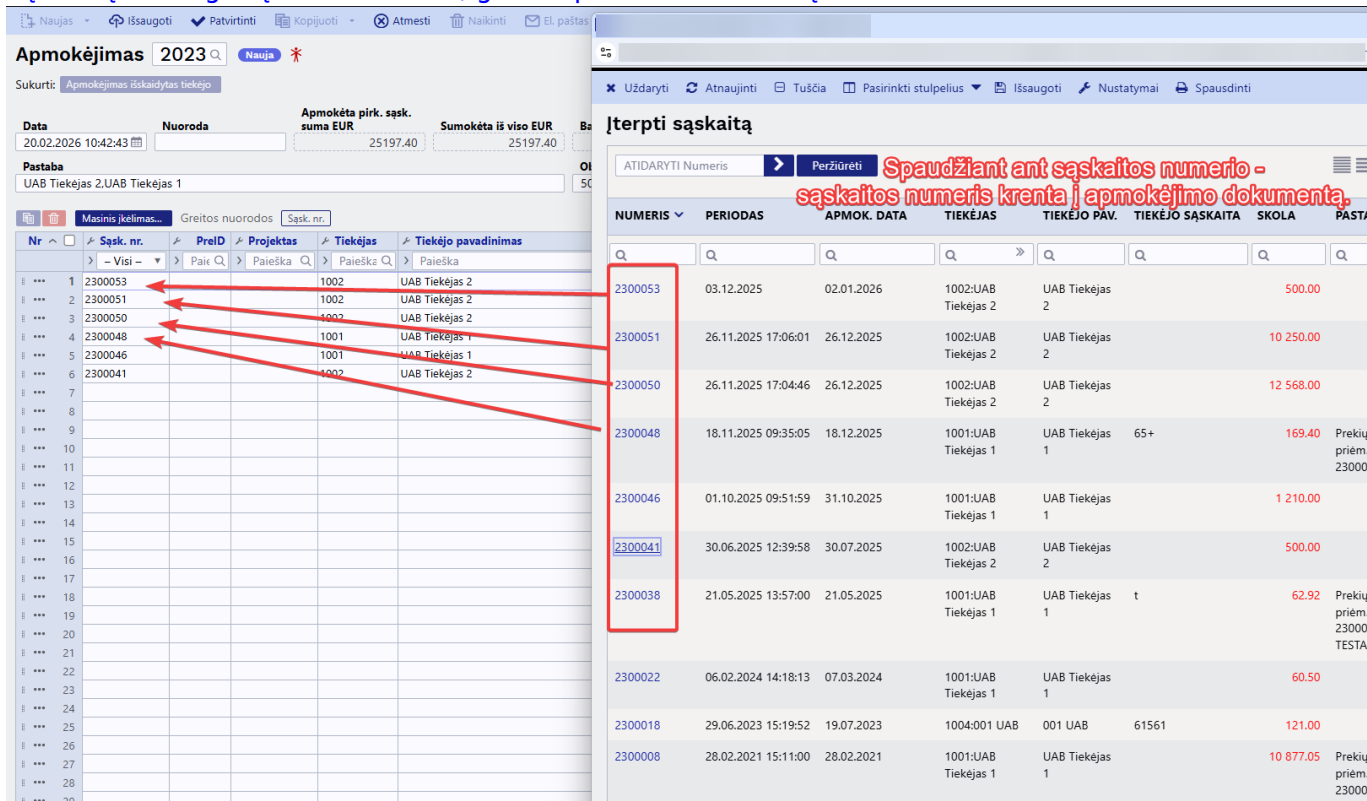 Naujas
Išsaugoti
Patvirtinti
Kopijuoti
Atmesti
Naikinti
El. paštas
Apmokėjimas 2023 Nauja
Sukurti: Apmokėjimas išskaidytas tiekėjo
Data
Nuoroda
Apmokėta pirk. sąsk. suma EUR
Sumokėta iš viso EUR
20.02.2026 10:42:43
25197.40
25197.40
Pastaba
UAB Tiekėjas 2,UAB Tiekėjas 1
Masinis įkėlimas... Greitos nuorodos Sąsk. nr.
Nr Sąsk. nr. PreID Projektas Tiekėjas Tiekėjo pavadinimas
– Visi – Paieška Paieška Paieška
1 2300053 1002 UAB Tiekėjas 2
2 2300051 1002 UAB Tiekėjas 2
3 2300050 1002 UAB Tiekėjas 2
4 2300048 1001 UAB Tiekėjas 1
5 2300046 1001 UAB Tiekėjas 1
6 2300041 1002 UAB Tiekėjas 2
7
8
9
10
11
12
13
14
15
16
17
18
19
20
21
22
23
24
25
26
27
28
Uždaryti Atnaujinti Tuščia Pasirinkti stulpelius Išsaugoti Nustatymai Spausdinti
Įterpti sąskaitą
ATIDARYTI Numeris Peržiūrėti
Spaudžiant ant sąskaitos numerio -
sąskaitos numeris krenta į apmokėjimo dokumentą.
NUMERIS PERIODAS APMOK. DATA TIEKĖJAS TIEKĖJO PAV. TIEKĖJO SĄSKAITA SKOLA
2300053 03.12.2025 02.01.2026 1002:UAB UAB Tiekėjas 500.00
Tiekėjas 2 2
2300051 26.11.2025 17:06:01 26.12.2025 1002:UAB UAB Tiekėjas 10 250.00
Tiekėjas 2 2
2300050 26.11.2025 17:04:46 26.12.2025 1002:UAB UAB Tiekėjas 12 568.00
Tiekėjas 2 2
2300048 18.11.2025 09:35:05 18.12.2025 1001:UAB UAB Tiekėjas 65+ 169.40 Prekių
Tiekėjas 1 1 priėm.
23000
2300046 01.10.2025 09:51:59 31.10.2025 1001:UAB UAB Tiekėjas 1 210.00
Tiekėjas 1 1
2300041 30.06.2025 12:39:58 30.07.2025 1002:UAB UAB Tiekėjas 500.00
Tiekėjas 2 2
2300038 21.05.2025 13:57:00 21.05.2025 1001:UAB UAB Tiekėjas t 62.92 Prekių
Tiekėjas 1 1 priėm.
23000
TESTA
2300022 06.02.2024 14:18:13 07.03.2024 1001:UAB UAB Tiekėjas 60.50
Tiekėjas 1 1
2300018 29.06.2023 15:19:52 19.07.2023 1004:001 UAB 001 UAB 61561 121.00
2300008 28.02.2021 15:11:00 28.02.2021 1001:UAB UAB Tiekėjas 10 877.05 Prekių
Tiekėjas 1 1 priėm.
23000